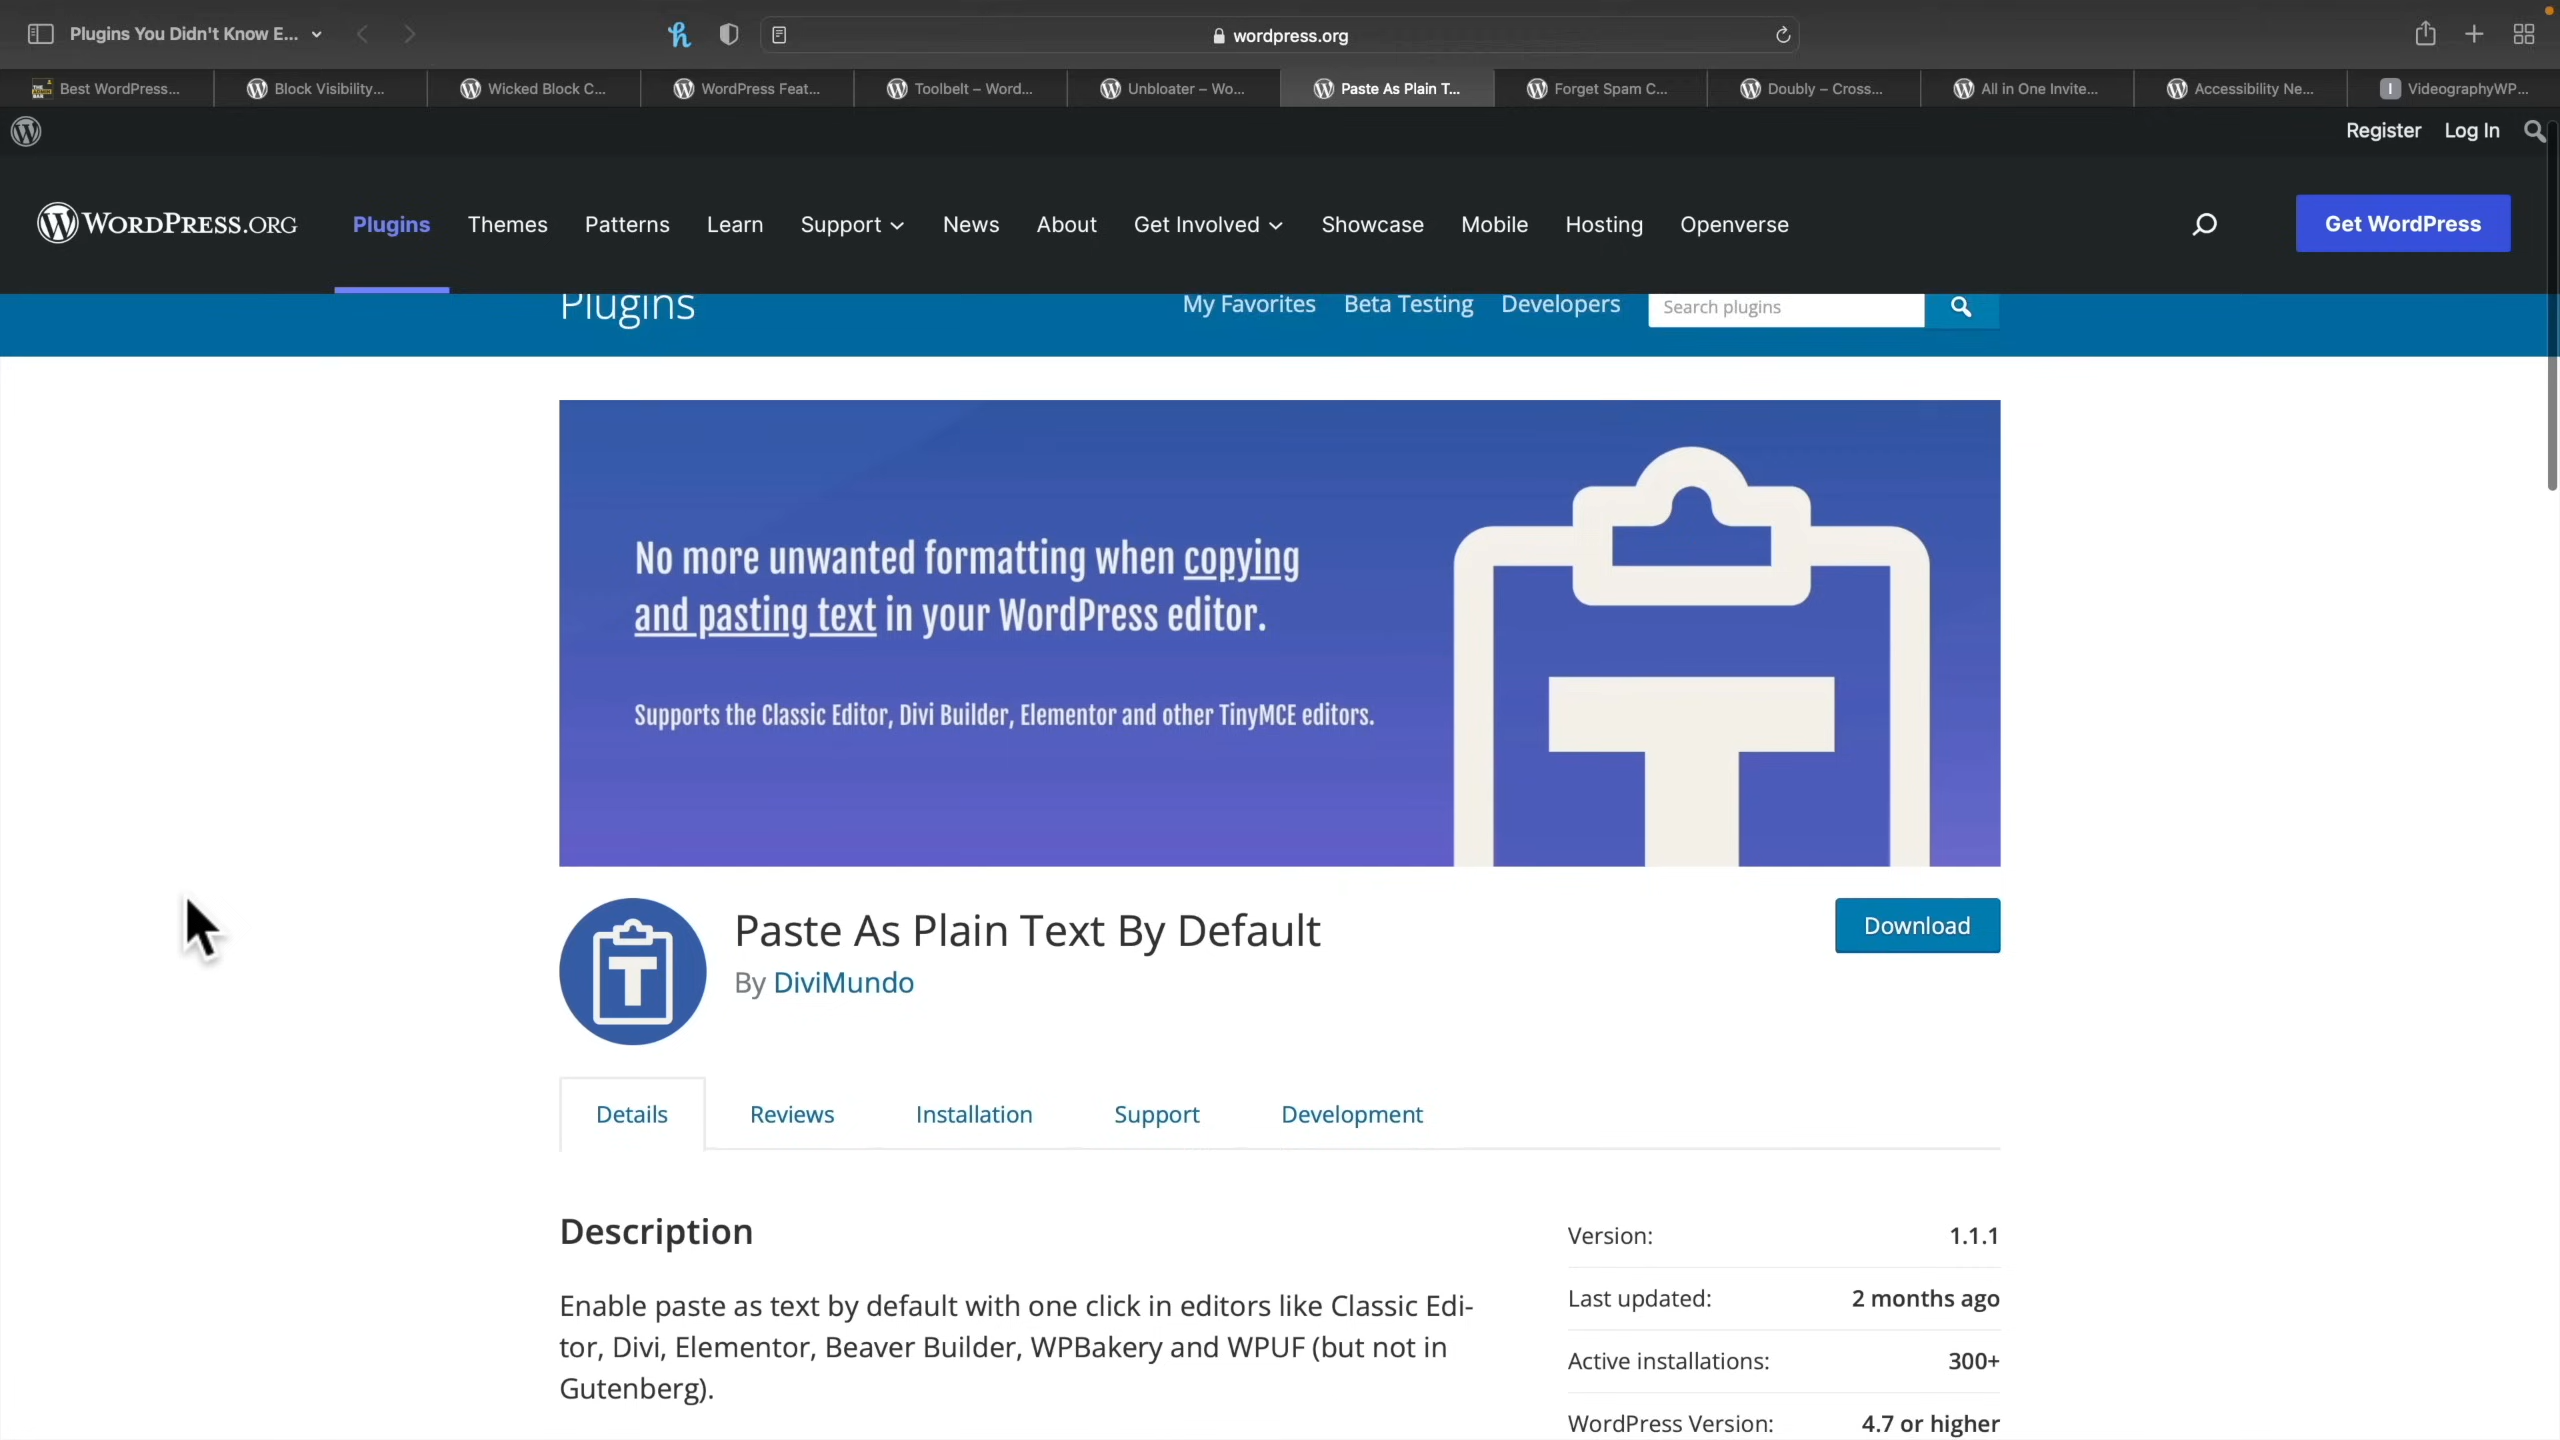 Plugins You Didn't Know E...
wordpress.org
Best WordPress...
Block Visibility...
Wicked Block C...
WordPress Feat...
Toolbelt – Word...
Unbloater – Wo...
Paste As Plain T...
Forget Spam C...
Doubly – Cross...
All in One Invite...
Accessibility Ne...
VideographyWP...
Register Log In
WORDPRESS.ORG Plugins Themes Patterns Learn Support News About Get Involved Showcase Mobile Hosting Openverse Get WordPress
Plugins My Favorites Beta Testing Developers Search plugins
No more unwanted formatting when copying
and pasting text in your WordPress editor.
Supports the Classic Editor, Divi Builder, Elementor and other TinyMCE editors.
T
T
Paste As Plain Text By Default
By DiviMundo
Download
Details Reviews Installation Support Development
Description
Enable paste as text by default with one click in editors like Classic Edi-
tor, Divi, Elementor, Beaver Builder, WPBakery and WPUF (but not in
Gutenberg).
Version: 1.1.1
Last updated: 2 months ago
Active installations: 300+
WordPress Version: 4.7 or higher